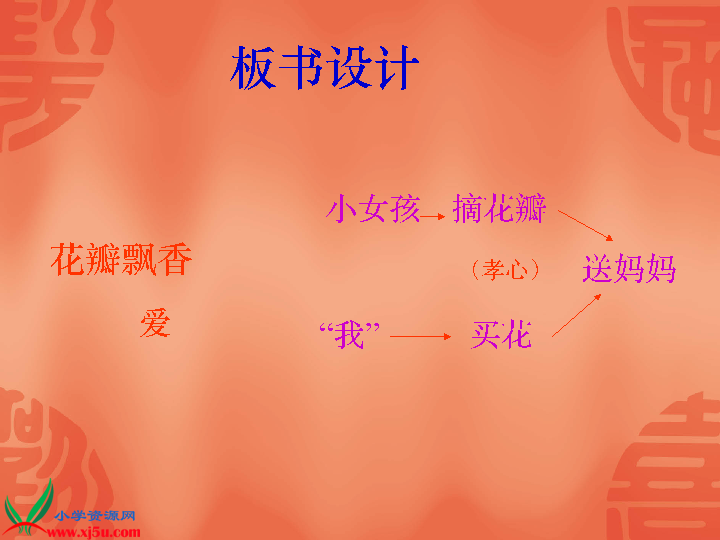 板书设计
小女孩 摘花瓣
花瓣飘香 （孝心） 送妈妈
爱
“我” 买花
小学资源网
www.xj5u.com